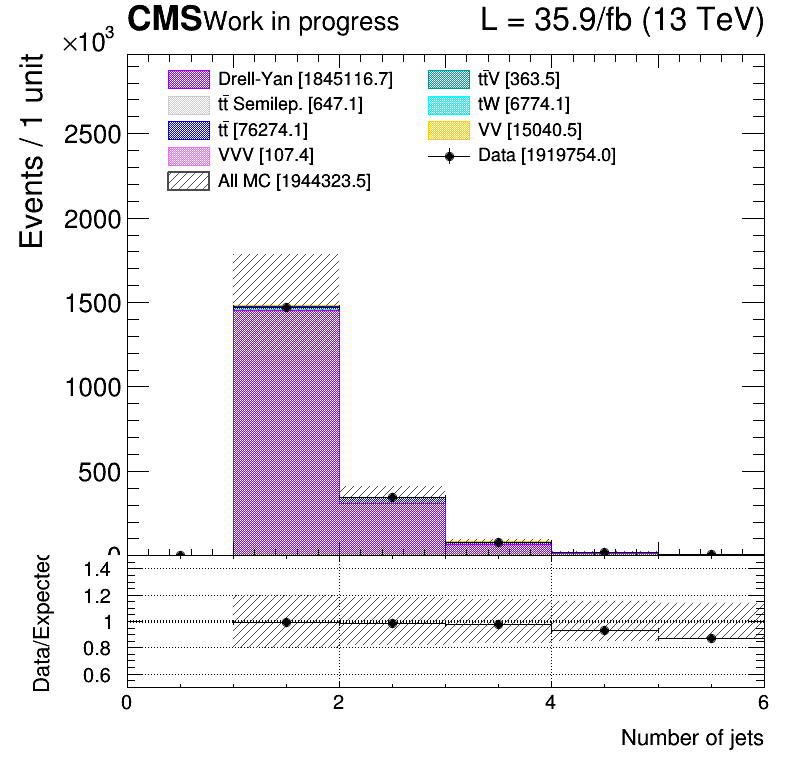 CMS Work in progress L = 35.9/fb (13 TeV)
×10³
Events / 1 unit
Drell-Yan [1845116.7]
tt̄ Semilep. [647.1]
tt̄ [76274.1]
VVV [107.4]
All MC [1944323.5]
tt̄V [363.5]
tW [6774.1]
VV [15040.5]
Data [1919754.0]
2500
2000
1500
1000
500
0
Data/Expected
1.4
1.2
1
0.8
0.6
0 2 4 6
Number of jets